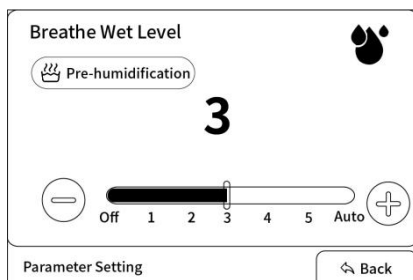 Breathe Wet Level
Pre-humidification
3
Off 1 2 3 4 5 Auto
Parameter Setting
Back